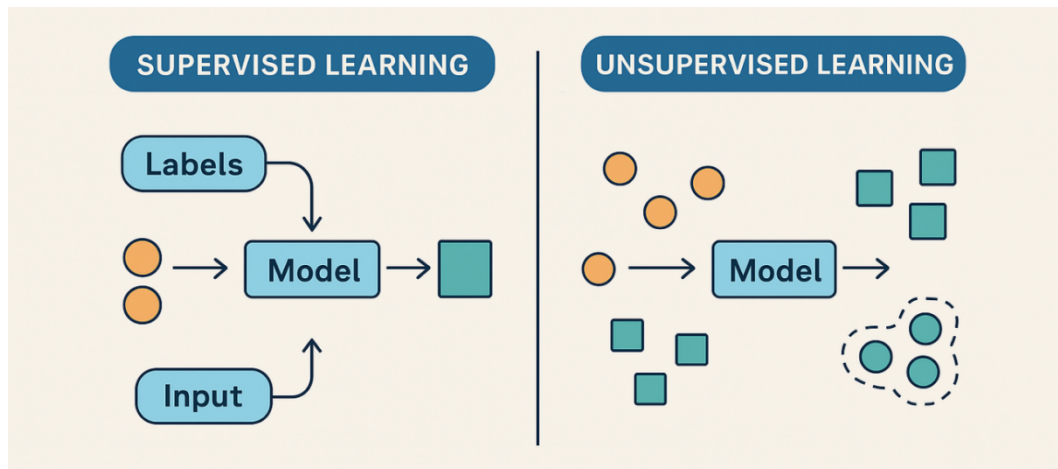 SUPERVISED LEARNING
Labels
Model
Input
UNSUPERVISED LEARNING
Model